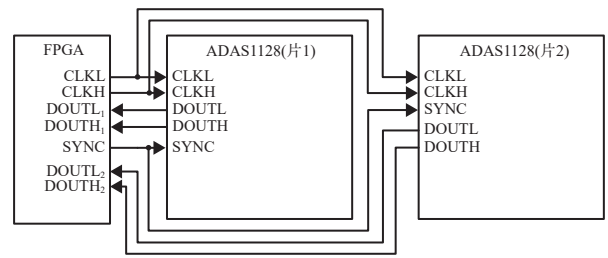 FPGA
CLKL
CLKH
DOUTL₁
DOUTH₁
SYNC
DOUTL₂
DOUTH₂
ADAS1128(片1)
CLKL
CLKH
DOUTL
DOUTH
SYNC
ADAS1128(片2)
CLKL
CLKH
SYNC
DOUTL
DOUTH